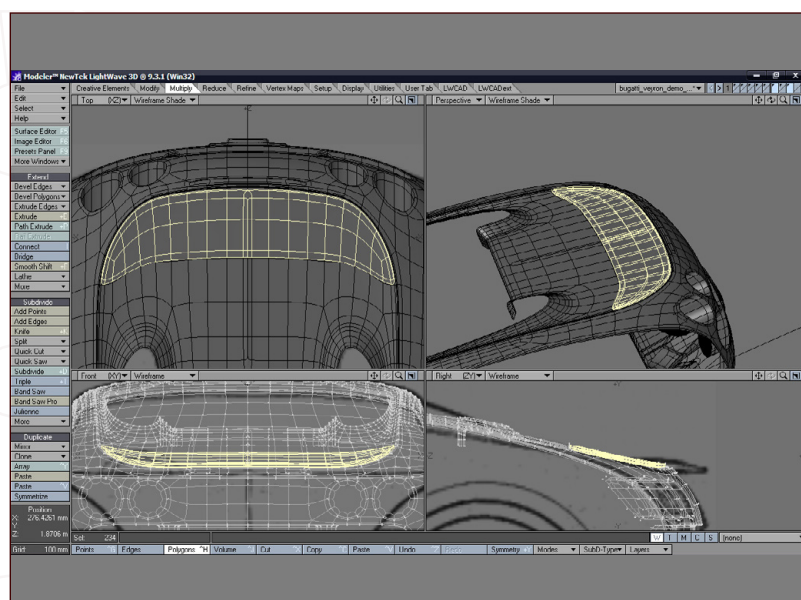 Modeler™ NewTek LightWave 3D ® 9.3.1 (Win32)
File
Creative Elements Modify Multiply Reduce Refine Vertex Maps Setup Display Utilities User Tab LWCAD LWCADext
bugatti_vejron_demo_...*
Edit
Top (XZ) Wireframe Shade
Perspective Wireframe Shade
Select
Help
Surface Editor
Image Editor
Presets Panel
More Windows
Extend
Bevel Edges
Bevel Polygons
Extrude Edges
Extrude
Path Extrude
Connect
Bridge
Smooth Shift
Lathe
More
Subdivide
Add Points
Add Edges
Knife
Split
Quick Cut
Quick Saw
Front (XY) Wireframe
Right (ZY) Wireframe
Subdivide
Triple
Band Saw
Band Saw Pro
Julienne
More
Duplicate
Mirror
Clone
Array
Paste
Paste
Symmetrize
Position
X: 276.4261 mm
Y:
Z: 1.8706 m
Sel: 234
W T M C S (none)
Grid: 100 mm
Points Edges Polygons ^H Volume Cut Copy Paste Undo Symmetry Modes SubD-Type Layers